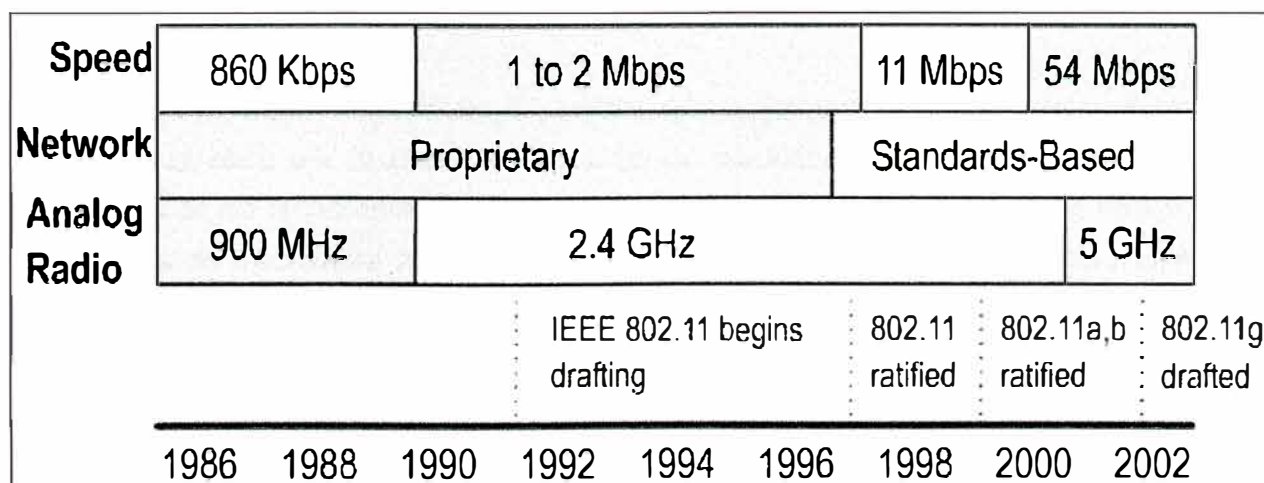 Speed 860 Kbps 1 to 2 Mbps 11 Mbps 54 Mbps
Network Proprietary Standards-Based
Analog
Radio 900 MHz 2.4 GHz 5 GHz
IEEE 802.11 begins 802.11 802.11a,b 802.11g
drafting ratified ratified drafted
1986 1988 1990 1992 1994 1996 1998 2000 2002